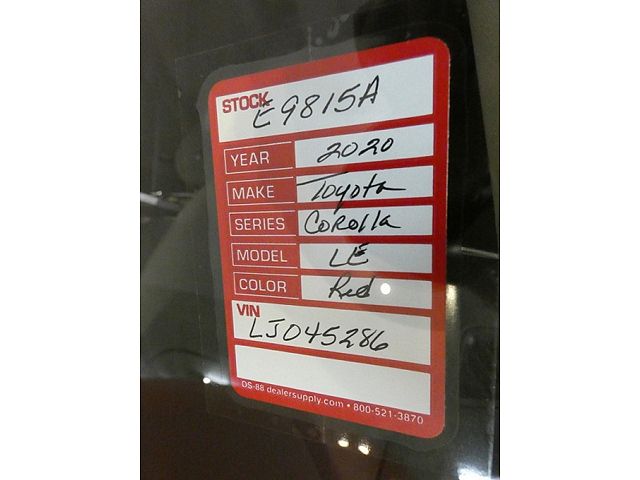 STOCK E9815A
YEAR 2020
MAKE Toyota
SERIES COROlla
MODEL LE
COLOR Red
VIN
LJ045286
OS-88 dealersupply.com • 800-521-3870